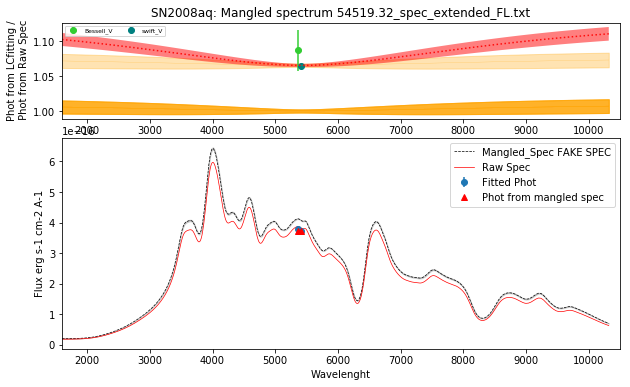 SN2008aq: Mangled spectrum 54519.32_spec_extended_FL.txt
Phot from LCfitting /
Phot from Raw Spec
1.10
1.05
1.00
Bessell_V
swift_V
2000 3000 4000 5000 6000 7000 8000 9000 10000
1e−16
Flux erg s-1 cm-2 A-1
6
5
4
3
2
1
0
Mangled_Spec FAKE SPEC
Raw Spec
Fitted Phot
Phot from mangled spec
2000 3000 4000 5000 6000 7000 8000 9000 10000
Wavelenght